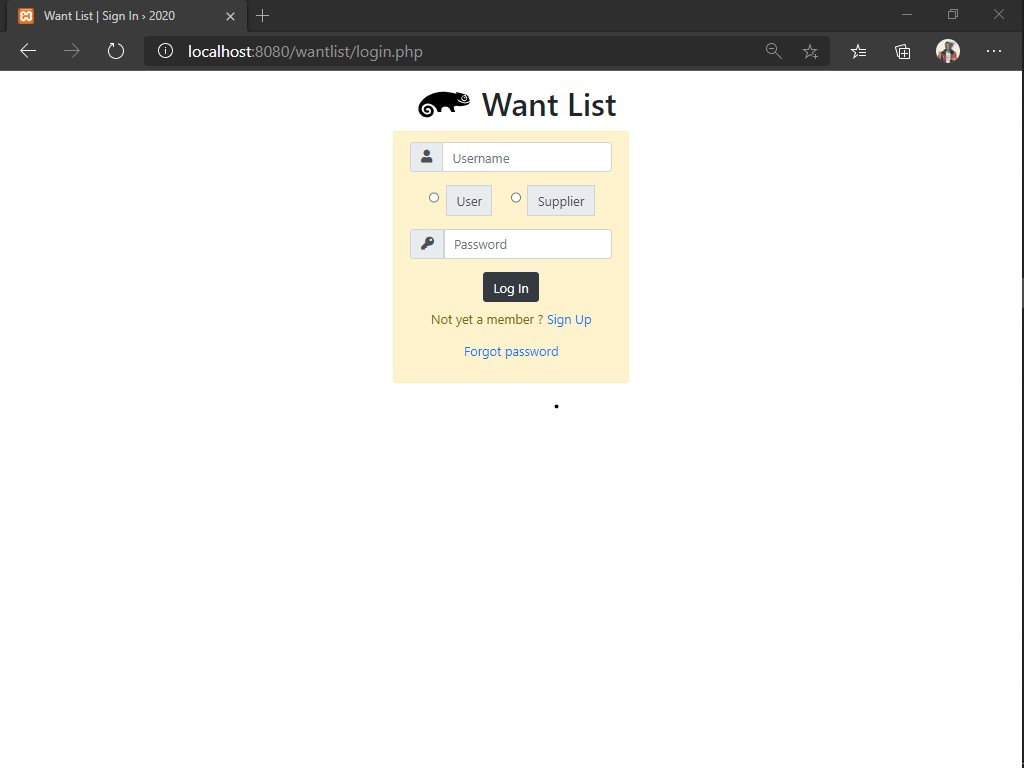 Want List | Sign In › 2020
localhost:8080/wantlist/login.php
Want List
Username
User Supplier
Password
Log In
Not yet a member ? Sign Up
Forgot password